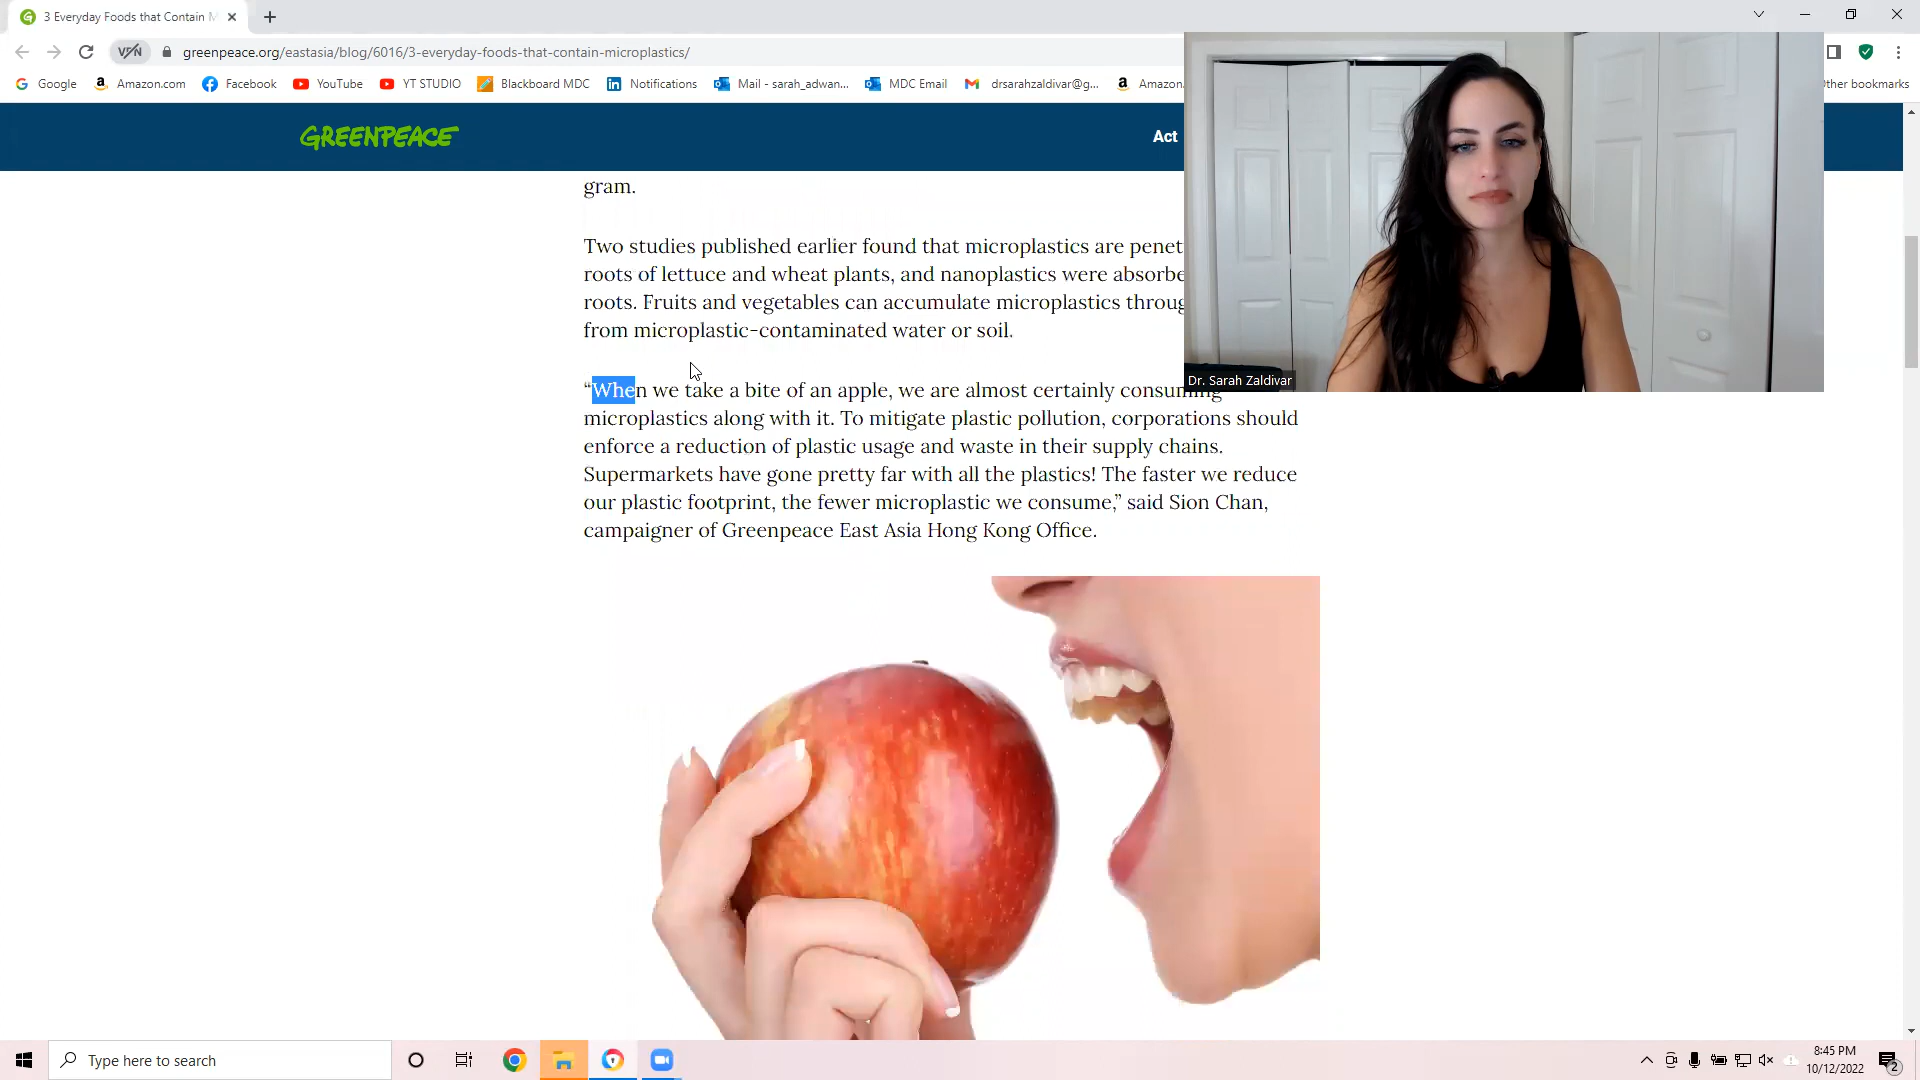 3 Everyday Foods that Contain M
greenpeace.org/eastasia/blog/6016/3-everyday-foods-that-contain-microplastics/
VPN
Google
Amazon.com
Facebook
YouTube
YT STUDIO
Blackboard MDC
Notifications
Mail - sarah_adwan...
MDC Email
drsarahzaldivar@g...
Amazon
ther bookmarks
GREENPEACE
Act
gram.
Two studies published earlier found that microplastics are penet
roots of lettuce and wheat plants, and nanoplastics were absorbe
roots. Fruits and vegetables can accumulate microplastics throug
from microplastic-contaminated water or soil.
“When we take a bite of an apple, we are almost certainly consuming
microplastics along with it. To mitigate plastic pollution, corporations should
enforce a reduction of plastic usage and waste in their supply chains.
Supermarkets have gone pretty far with all the plastics! The faster we reduce
our plastic footprint, the fewer microplastic we consume,” said Sion Chan,
campaigner of Greenpeace East Asia Hong Kong Office.
Dr. Sarah Zaldivar
Type here to search
8:45 PM
10/12/2022
2